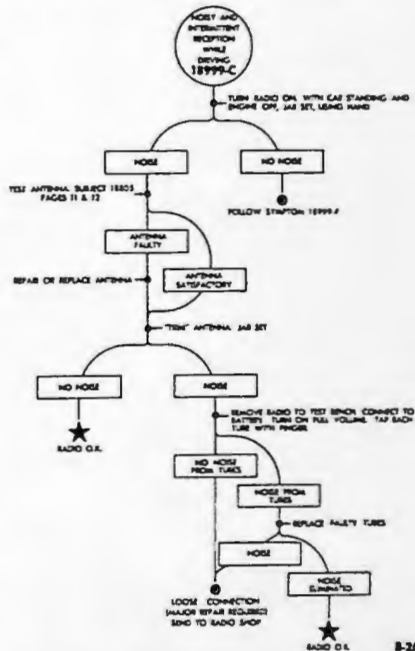 NOISY AND
INTERMITTENT
RECEPTION
WHILE
DRIVING
18999-C
TURN RADIO ON, WITH CAR STANDING AND
ENGINE OFF, JAR SET, USING HAND
NOISE
NO NOISE
TEST ANTENNA. SUBJECT 18805
PAGES 11 & 12
FOLLOW SYMPTOM 18999-F
ANTENNA
FAULTY
ANTENNA
SATISFACTORY
REPAIR OR REPLACE ANTENNA
"TRIM" ANTENNA. JAR SET
NO NOISE
NOISE
RADIO O.K.
REMOVE RADIO TO TEST BENCH, CONNECT TO
BATTERY. TURN ON FULL VOLUME. TAP EACH
TUBE WITH FINGER
NO NOISE
FROM TUBES
NOISE FROM
TUBES
REPLACE FAULTY TUBES
NOISE
NOISE
ELIMINATED
LOOSE CONNECTION
(MAJOR REPAIR REQUIRED)
SEND TO RADIO SHOP
RADIO O.K.